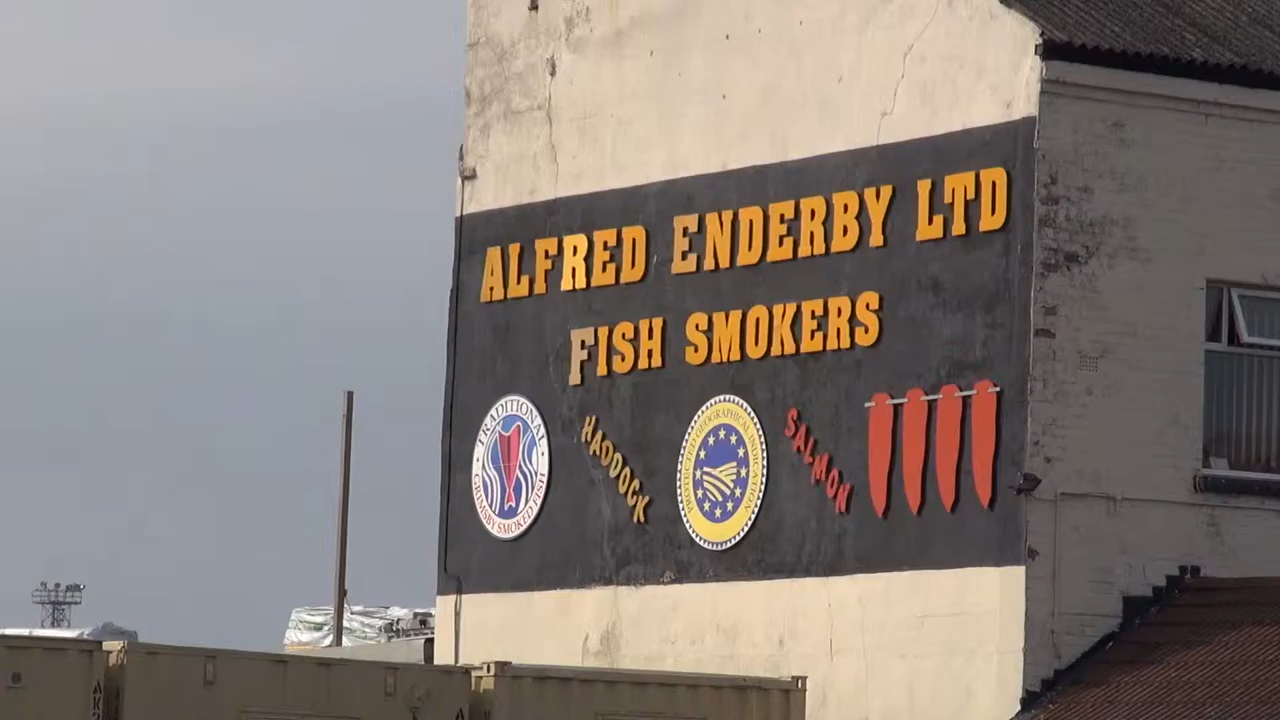 ALFRED ENDERBY LTD
FISH SMOKERS
TRADITIONAL
GRIMSBY SMOKED FISH
HADDOCK
PROTECTED GEOGRAPHICAL INDICATION
SALMON